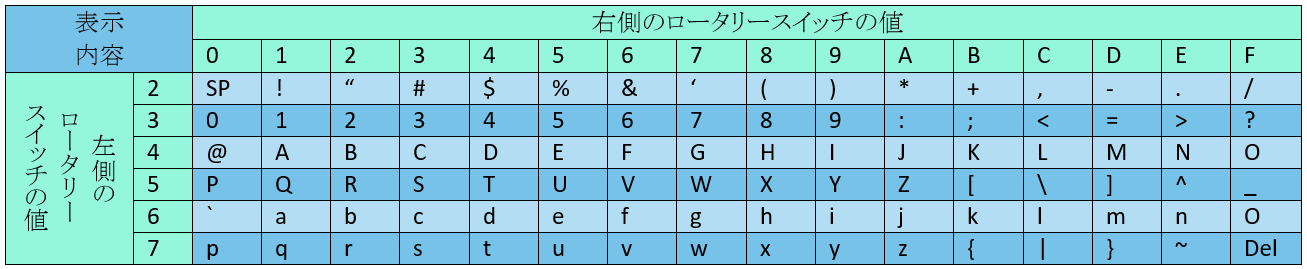 表示 右側のロータリースイッチの値
内容 0 1 2 3 4 5 6 7 8 9 A B C D E F
左側の
ロータリー
スイッチの値
2 SP ! “ # $ % & ‘ ( ) * + , - . /
3 0 1 2 3 4 5 6 7 8 9 : ; < = > ?
4 @ A B C D E F G H I J K L M N O
5 P Q R S T U V W X Y Z [ \ ] ^ _
6 ` a b c d e f g h i j k l m n O
7 p q r s t u v w x y z { | } ~ Del